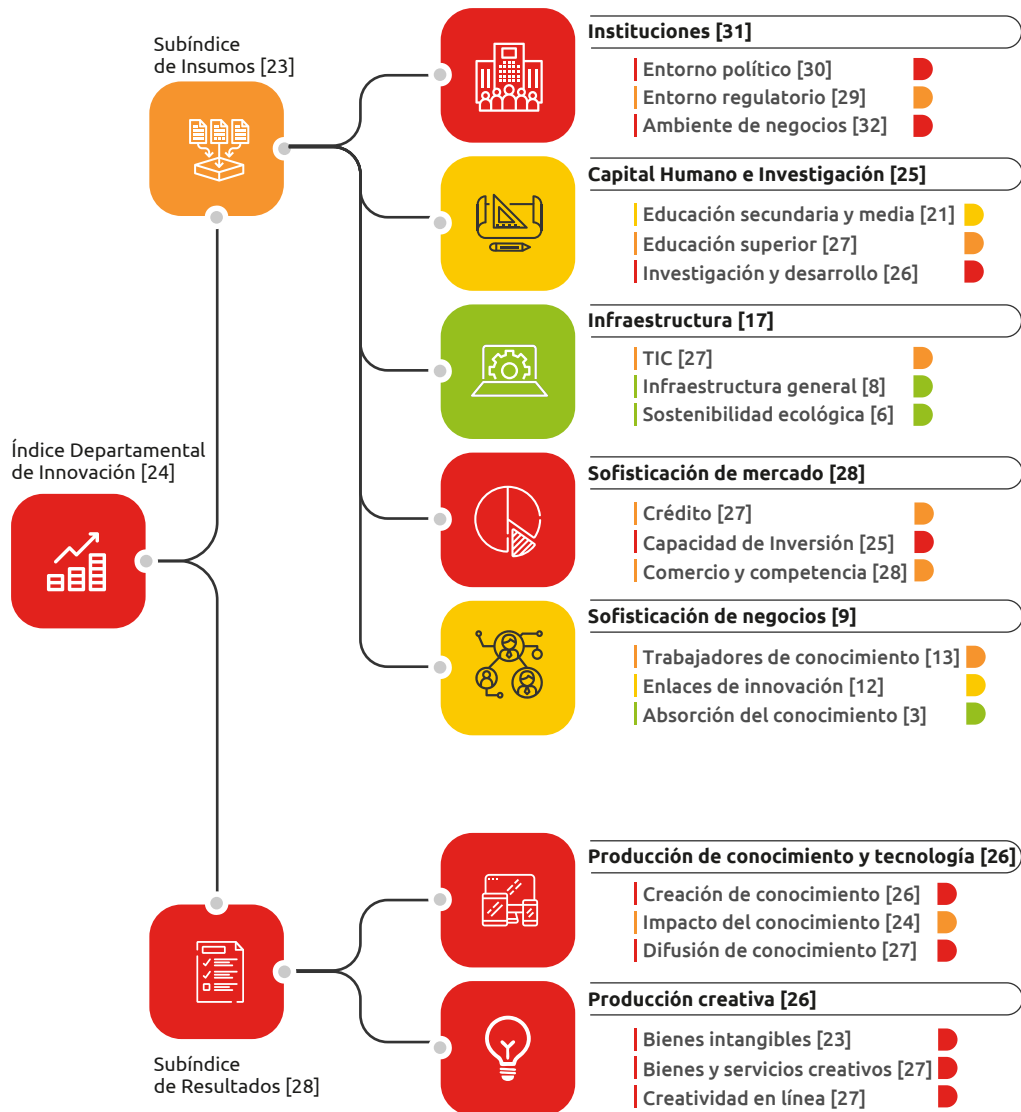 Índice Departamental
de Innovación [24]
Subíndice
de Insumos [23]
Instituciones [31]
Entorno político [30]
Entorno regulatorio [29]
Ambiente de negocios [32]
Capital Humano e Investigación [25]
Educación secundaria y media [21]
Educación superior [27]
Investigación y desarrollo [26]
Infraestructura [17]
TIC [27]
Infraestructura general [8]
Sostenibilidad ecológica [6]
Sofisticación de mercado [28]
Crédito [27]
Capacidad de Inversión [25]
Comercio y competencia [28]
Sofisticación de negocios [9]
Trabajadores de conocimiento [13]
Enlaces de innovación [12]
Absorción del conocimiento [3]
Subíndice
de Resultados [28]
Producción de conocimiento y tecnología [26]
Creación de conocimiento [26]
Impacto del conocimiento [24]
Difusión de conocimiento [27]
Producción creativa [26]
Bienes intangibles [23]
Bienes y servicios creativos [27]
Creatividad en línea [27]